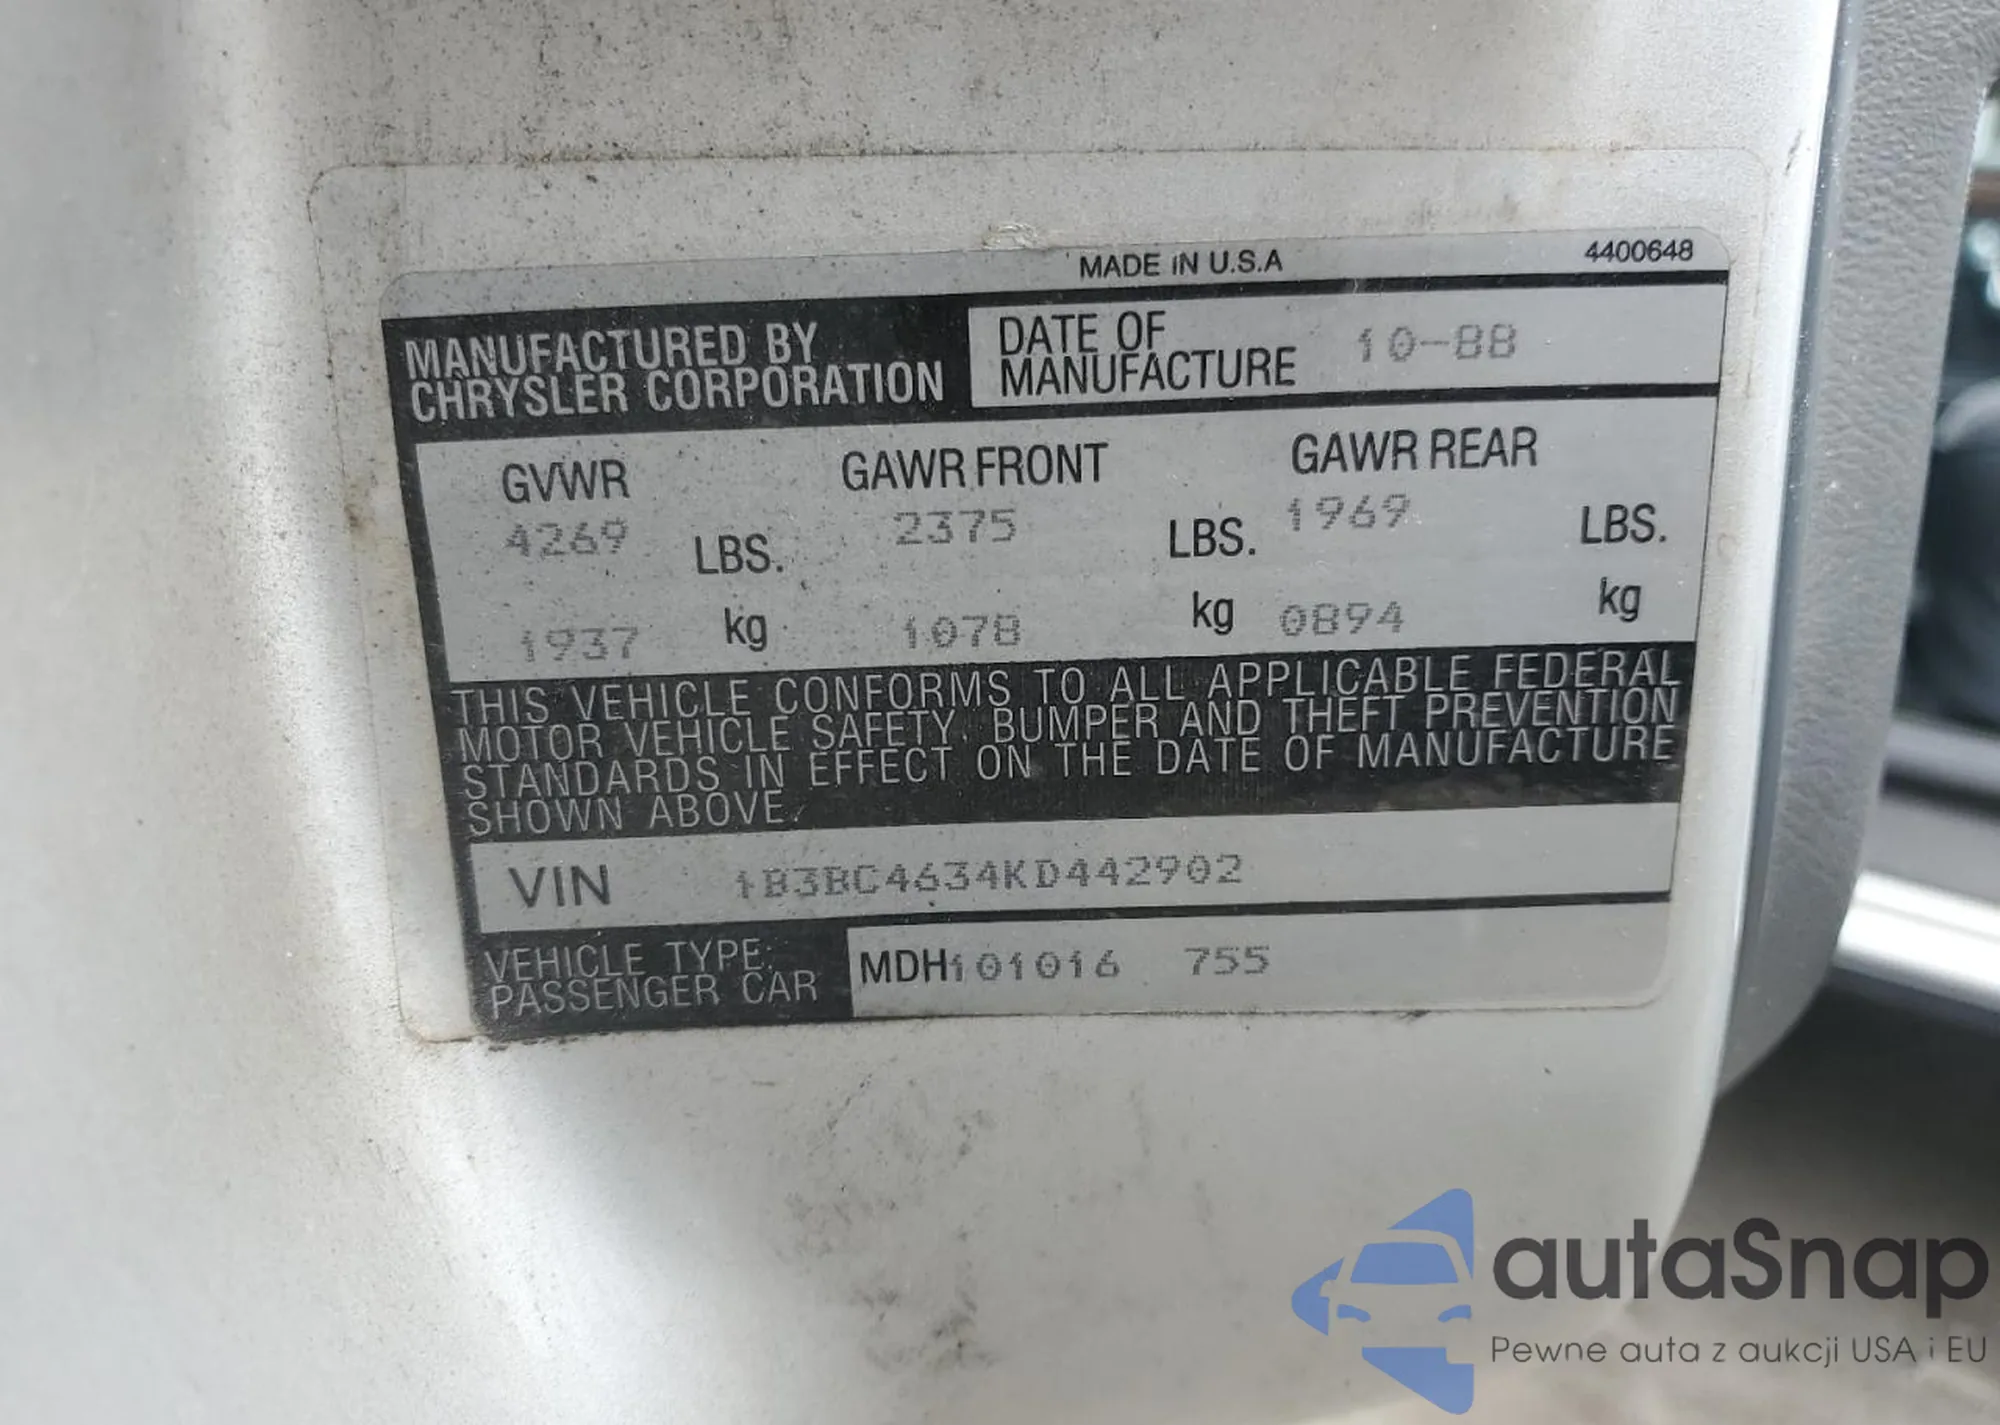 MADE IN U.S.A 4400648
MANUFACTURED BY
CHRYSLER CORPORATION
DATE OF
MANUFACTURE 10-88
GVWR GAWR FRONT GAWR REAR
4269 LBS. 2375 LBS. 1969 LBS.
1937 kg 1078 kg 0894 kg
THIS VEHICLE CONFORMS TO ALL APPLICABLE FEDERAL
MOTOR VEHICLE SAFETY, BUMPER AND THEFT PREVENTION
STANDARDS IN EFFECT ON THE DATE OF MANUFACTURE
SHOWN ABOVE.
VIN 1B3BC4634KD442902
VEHICLE TYPE:
PASSENGER CAR
MDH101016 755
autaSnap
Pewne auta z aukcji USA i EU